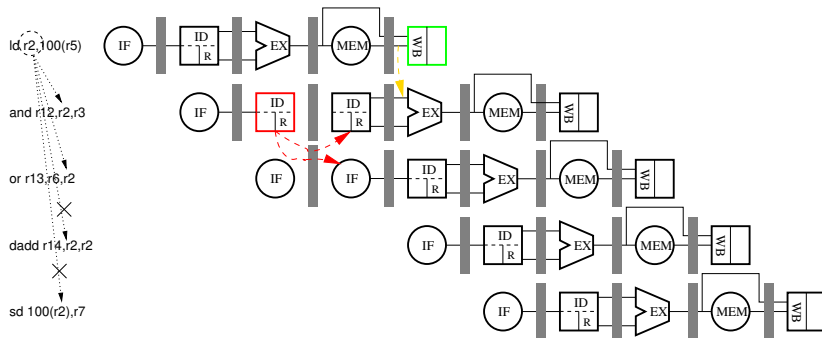 ld r2,100(r5) IF ID R EX MEM WB
and r12,r2,r3 IF ID R ID R EX MEM WB
or r13,r6,r2 IF IF ID R EX MEM WB
dadd r14,r2,r2 IF ID R EX MEM WB
sd 100(r2),r7 IF ID R EX MEM WB